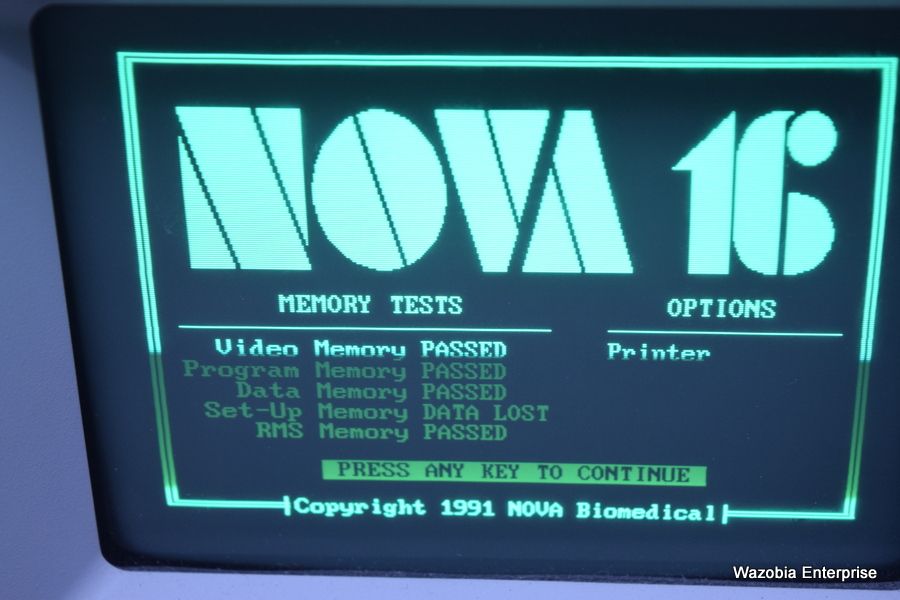 NOVA 16
MEMORY TESTS
Video Memory PASSED
Program Memory PASSED
Data Memory PASSED
Set-Up Memory DATA LOST
RMS Memory PASSED
OPTIONS
Printer
PRESS ANY KEY TO CONTINUE
Copyright 1991 NOVA Biomedical
Wazobia Enterprise